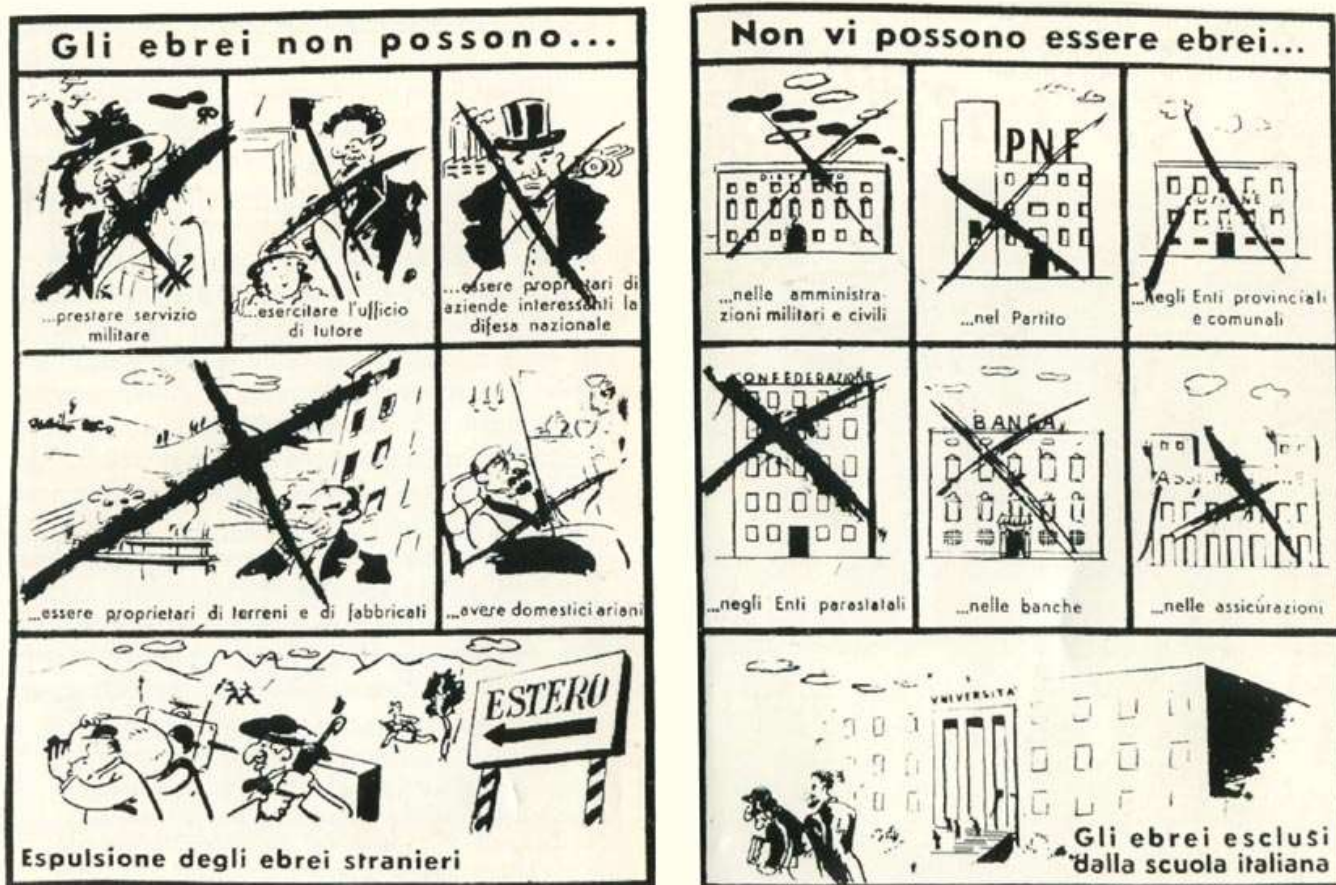 Gli ebrei non possono...
...prestare servizio
militare
...esercitare l'ufficio
di tutore
...essere proprietari di
aziende interessanti la
difesa nazionale
...essere proprietari di terreni e di fabbricati
...avere domestici ariani
ESTERO
Espulsione degli ebrei stranieri
Non vi possono essere ebrei...
...nelle amministra-
zioni militari e civili
PNF
...nel Partito
...negli Enti provinciali
e comunali
CONFEDERAZIONE
...negli Enti parastatali
BANCA
...nelle banche
...nelle assicurazioni
UNIVERSITA'
Gli ebrei esclusi
dalla scuola italiana